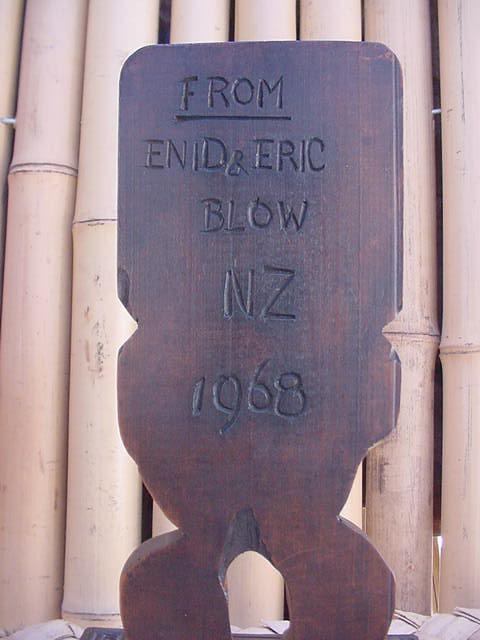 FROM
ENID & ERIC
BLOW
NZ
1968